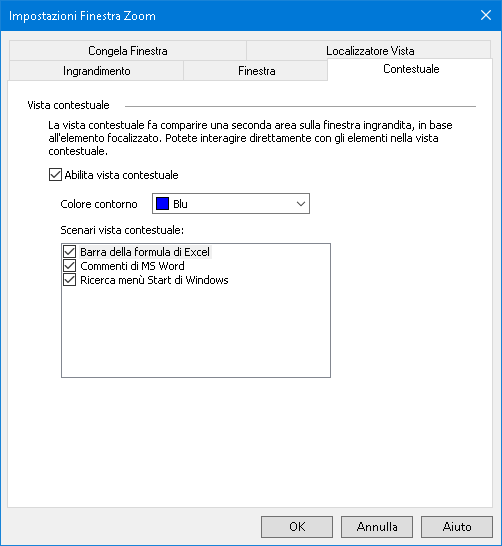 Impostazioni Finestra Zoom
Congela Finestra
Localizzatore Vista
Ingrandimento
Finestra
Contestuale
Vista contestuale
La vista contestuale fa comparire una seconda area sulla finestra ingrandita, in base
all'elemento focalizzato. Potete interagire direttamente con gli elementi nella vista
contestuale.
Abilita vista contestuale
Colore contorno
Blu
Scenari vista contestuale:
Barra della formula di Excel
Commenti di MS Word
Ricerca menù Start di Windows
OK
Annulla
Aiuto